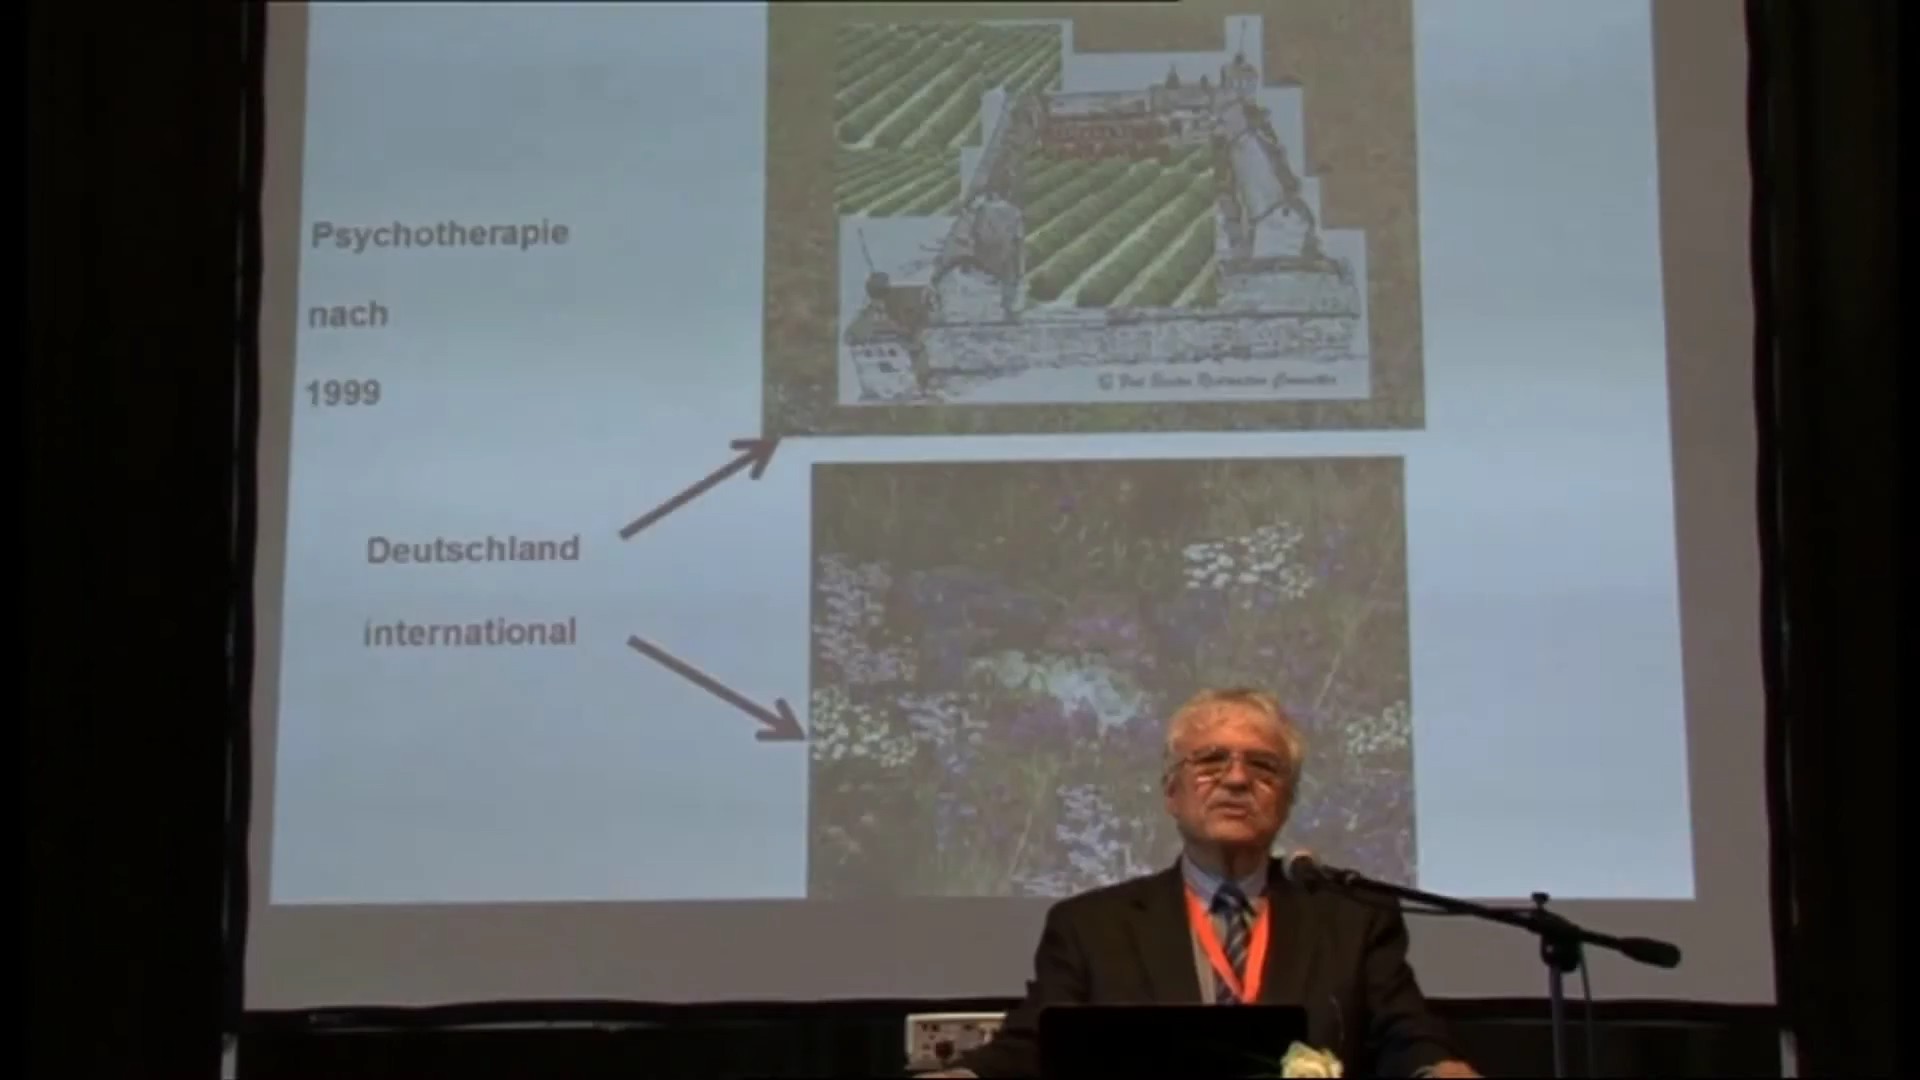 Psychotherapie
nach
1999
Deutschland
international